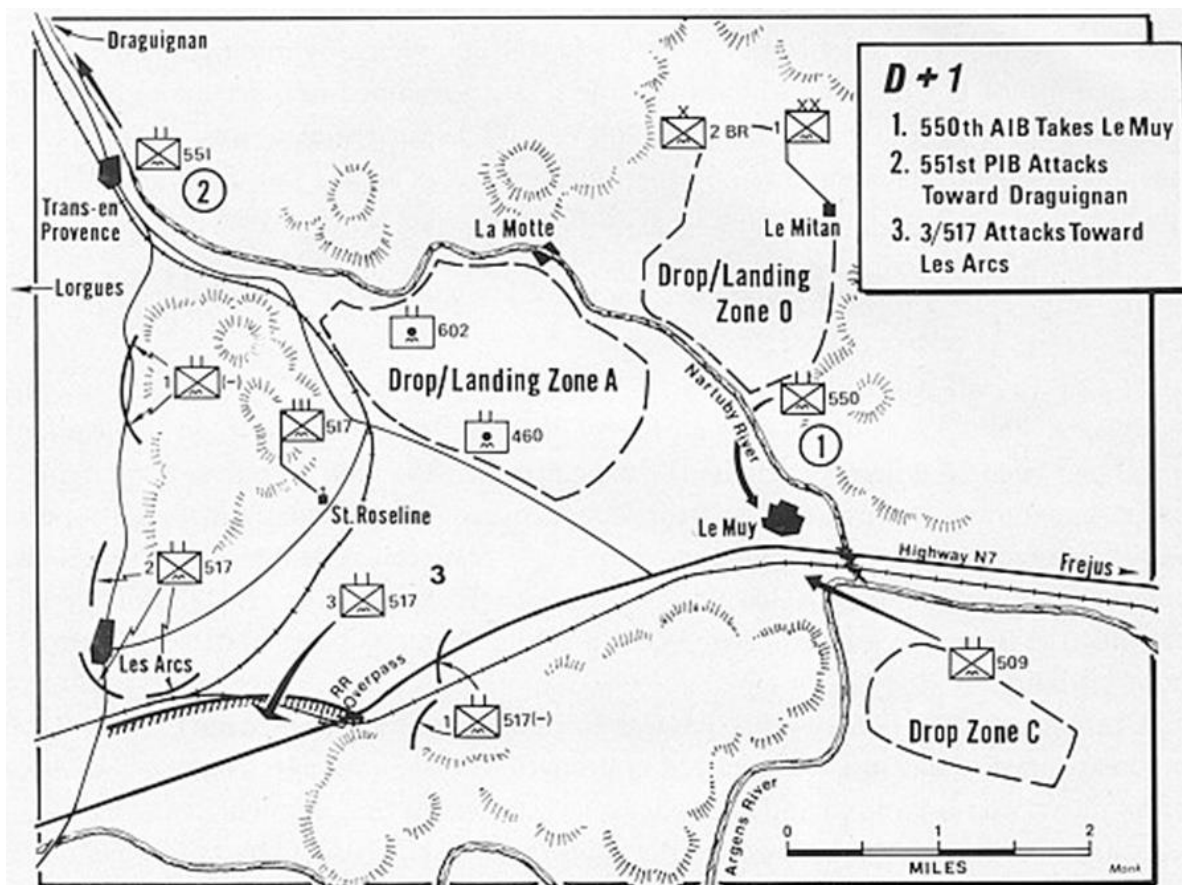 Draguignan
D + 1
1. 550th AIB Takes Le Muy
2. 551st PIB Attacks
Toward Draguignan
3. 3/517 Attacks Toward
Les Arcs
551
2
2 BR
1
Trans-en
Provence
La Motte
Le Mitan
Lorgues
Drop/Landing
Zone O
602
Drop/Landing Zone A
1
(-)
517
460
Nartuby River
550
1
St. Roseline
Le Muy
Highway N7
Frejus
2
517
3
3
517
Les Arcs
RR
Overpass
1
517(-)
509
Drop Zone C
Argens River
0
1
2
MILES
Monk